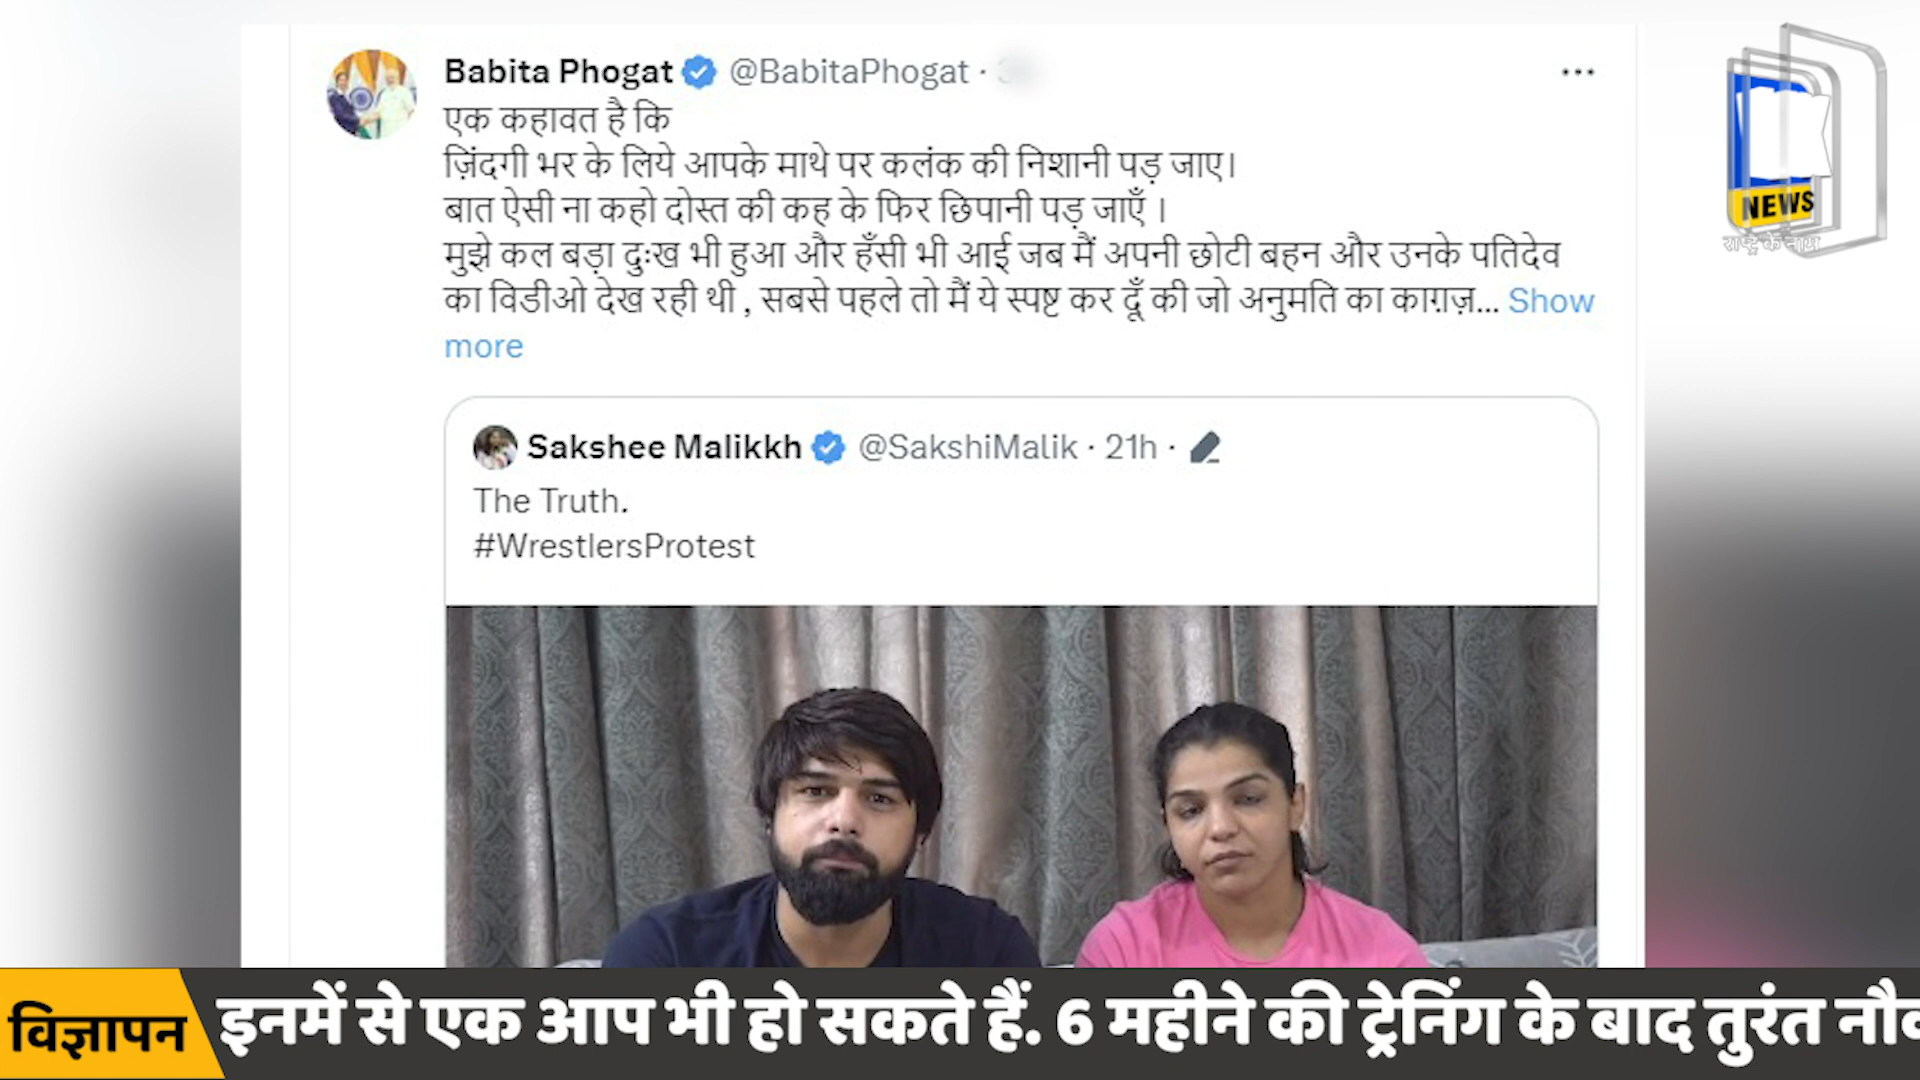 Babita Phogat @BabitaPhogat ·
एक कहावत है कि
ज़िंदगी भर के लिये आपके माथे पर कलंक की निशानी पड़ जाए।
बात ऐसी ना कहो दोस्त की कह के फिर छिपानी पड़ जाएँ ।
मुझे कल बड़ा दुःख भी हुआ और हँसी भी आई जब मैं अपनी छोटी बहन और उनके पतिदेव
का विडीओ देख रही थी , सबसे पहले तो मैं ये स्पष्ट कर दूँ की जो अनुमति का काग़ज़... Show
more
Sakshee Malikkh @SakshiMalik · 21h ·
The Truth.
#WrestlersProtest
NEWS
राष्ट्र के नाम
विज्ञापन
इनमें से एक आप भी हो सकते हैं. 6 महीने की ट्रेनिंग के बाद तुरंत